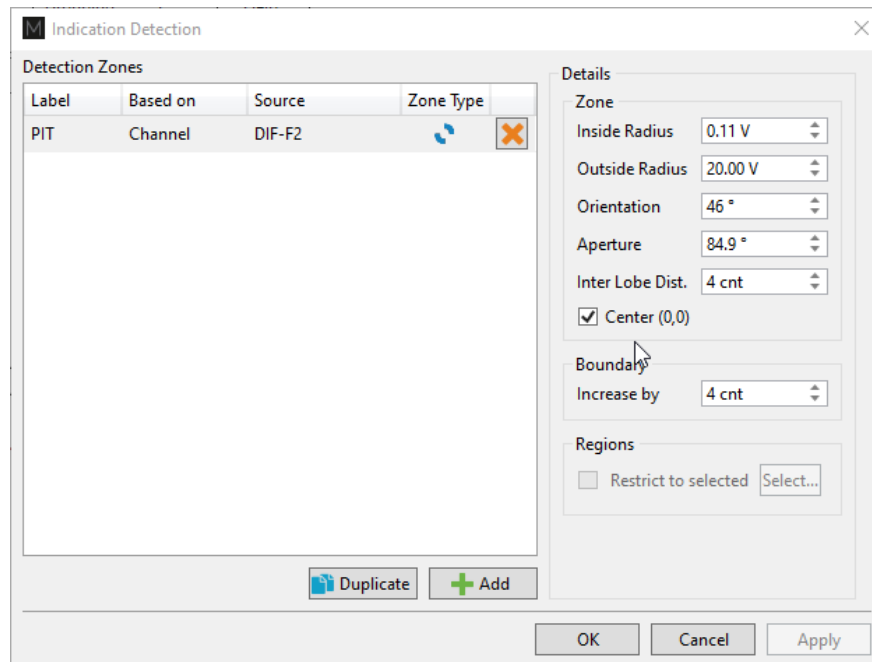 M Indication Detection
Detection Zones
Label Based on Source Zone Type
PIT Channel DIF-F2
Duplicate Add
Details
Zone
Inside Radius 0.11 V
Outside Radius 20.00 V
Orientation 46 °
Aperture 84.9 °
Inter Lobe Dist. 4 cnt
Center (0,0)
Boundary
Increase by 4 cnt
Regions
Restrict to selected Select...
OK Cancel Apply